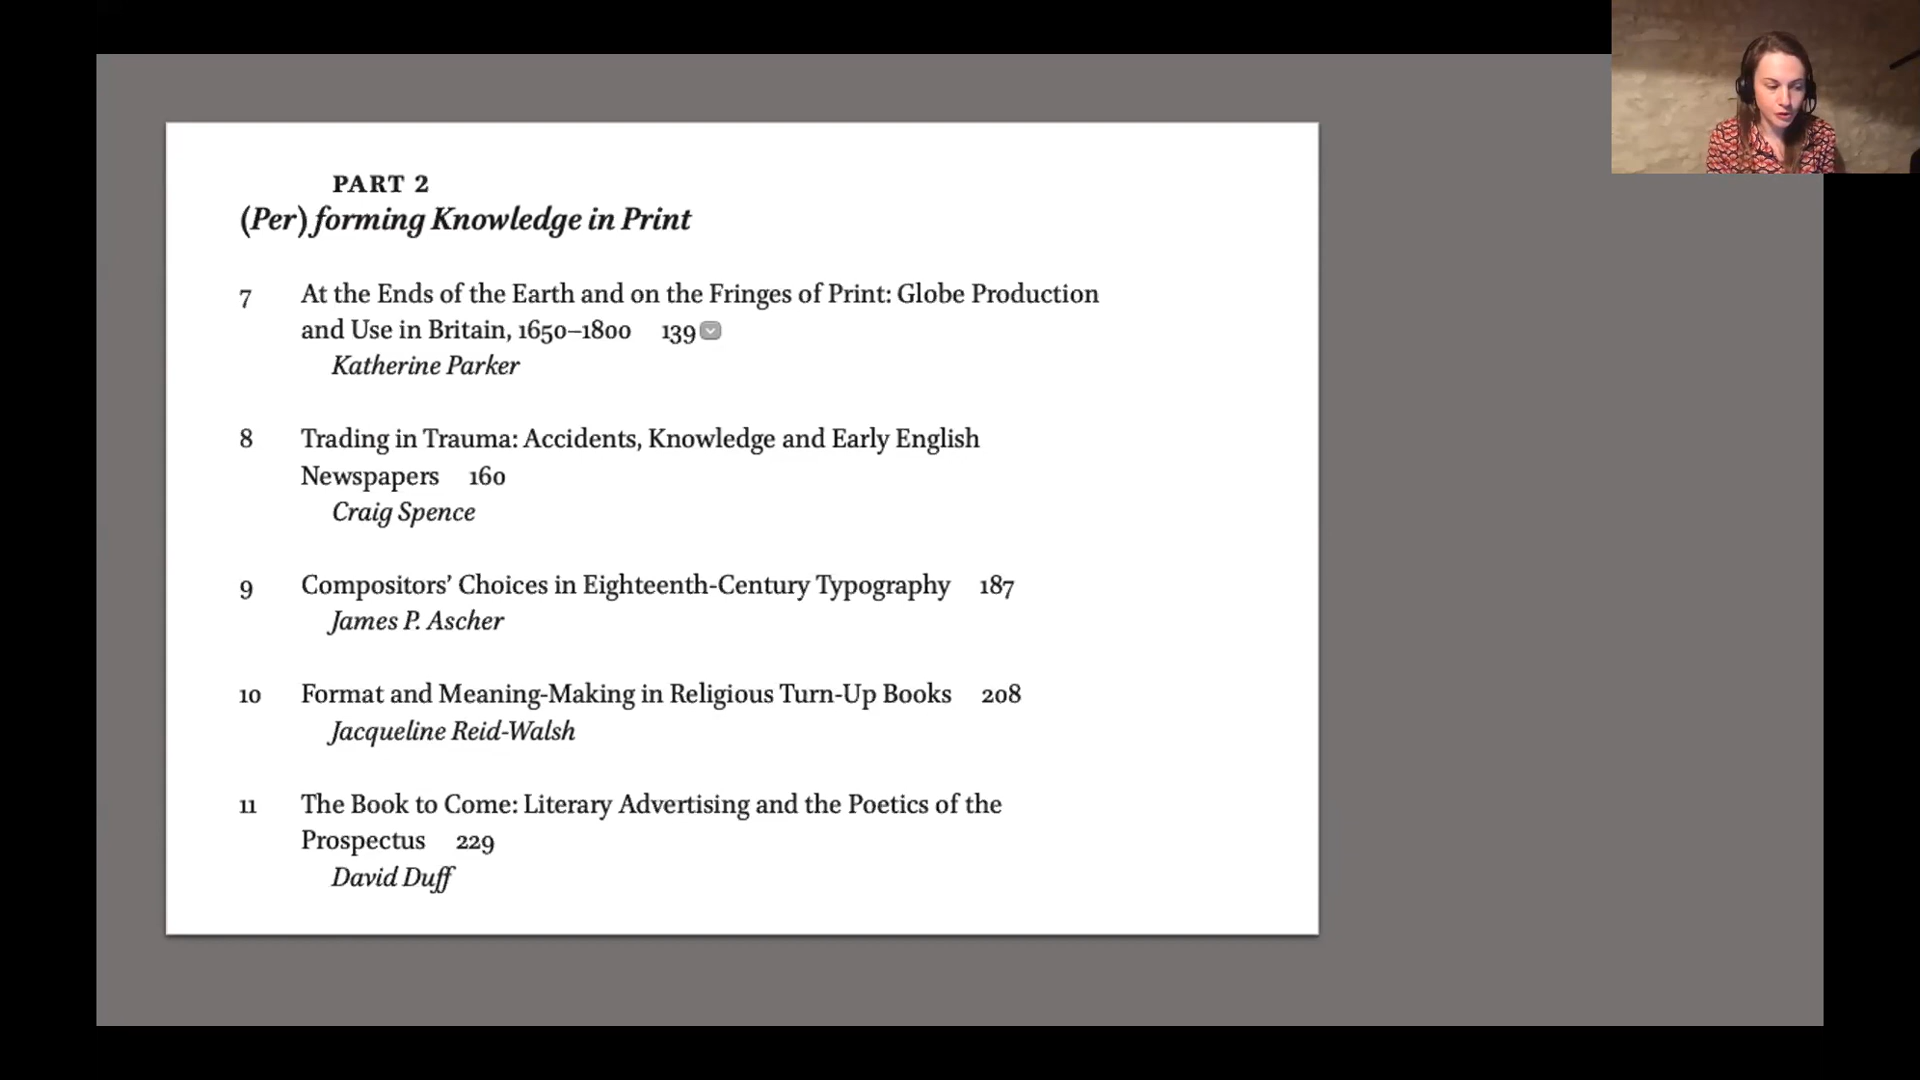 PART 2
(Per)forming Knowledge in Print
7 At the Ends of the Earth and on the Fringes of Print: Globe Production
and Use in Britain, 1650–1800 139
Katherine Parker
8 Trading in Trauma: Accidents, Knowledge and Early English
Newspapers 160
Craig Spence
9 Compositors’ Choices in Eighteenth-Century Typography 187
James P. Ascher
10 Format and Meaning-Making in Religious Turn-Up Books 208
Jacqueline Reid-Walsh
11 The Book to Come: Literary Advertising and the Poetics of the
Prospectus 229
David Duff